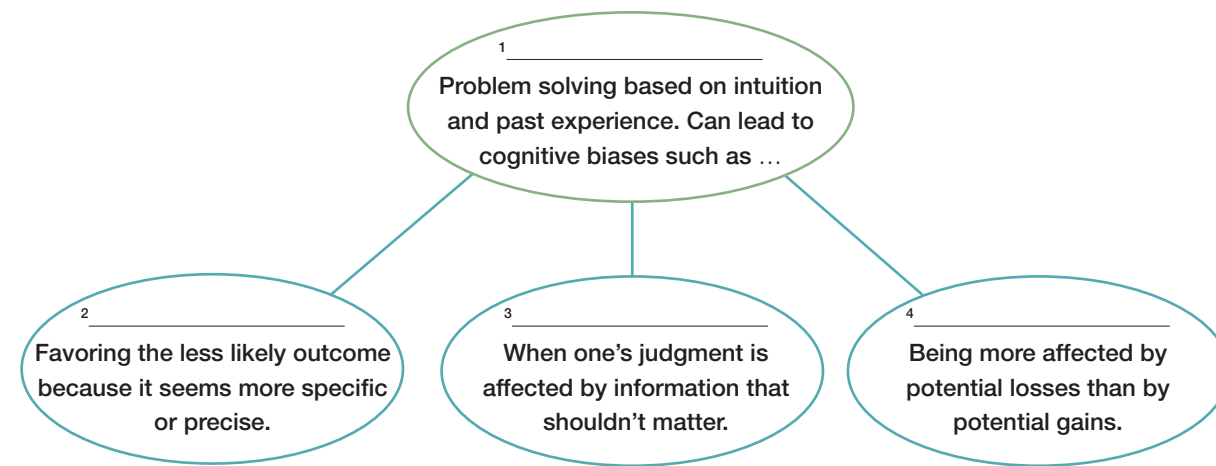 1
Problem solving based on intuition
and past experience. Can lead to
cognitive biases such as …
2
Favoring the less likely outcome
because it seems more specific
or precise.
3
When one’s judgment is
affected by information that
shouldn’t matter.
4
Being more affected by
potential losses than by
potential gains.